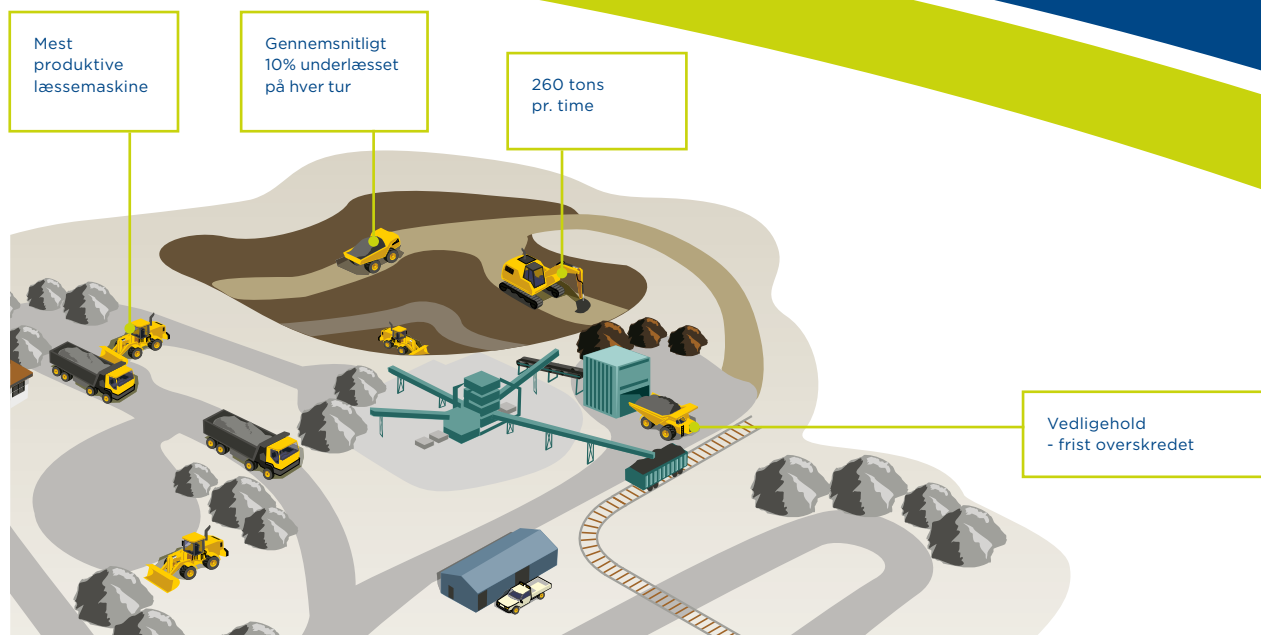 Mest
produktive
læssemaskine
Gennemsnitligt
10% underlæsset
på hver tur
260 tons
pr. time
Vedligehold
- frist overskredet